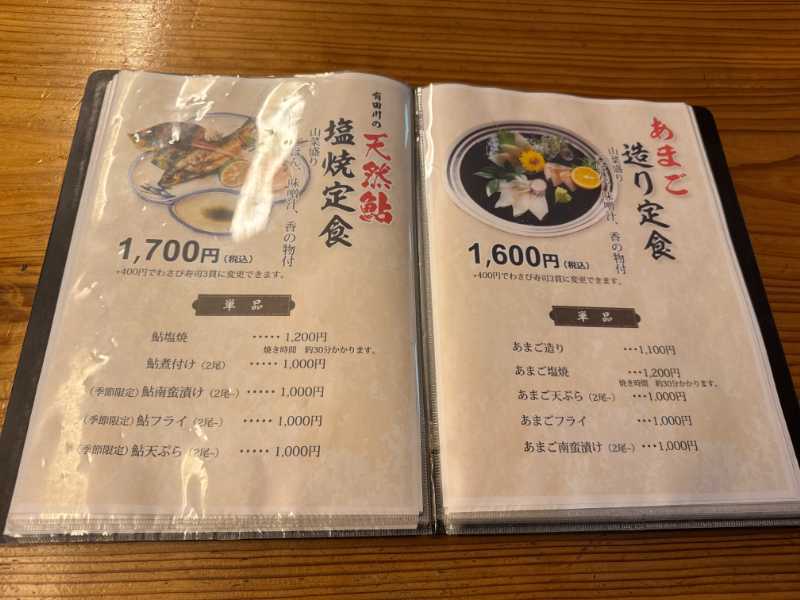 有田川の
天然鮎
塩焼定食
山菜盛り
ごはん、味噌汁、香の物付
1,700円(税込)
+400円でわさび寿司3貫に変更できます。
単品
鮎塩焼 ・・・・・ 1,200円
焼き時間 約30分かかります。
鮎煮付け(2尾) ・・・・・ 1,000円
(季節限定)鮎南蛮漬け(2尾~) ・・・・・ 1,000円
(季節限定)鮎フライ(2尾~) ・・・・・ 1,000円
(季節限定)鮎天ぷら(2尾~) ・・・・・ 1,000円
あまご
造り定食
山菜盛り
味噌汁、香の物付
1,600円(税込)
+400円でわさび寿司3貫に変更できます。
単品
あまご造り ・・・1,100円
あまご塩焼 ・・・1,200円
焼き時間 約30分かかります。
あまご天ぷら(2尾~) ・・・1,000円
あまごフライ ・・・1,000円
あまご南蛮漬け(2尾~) ・・・1,000円